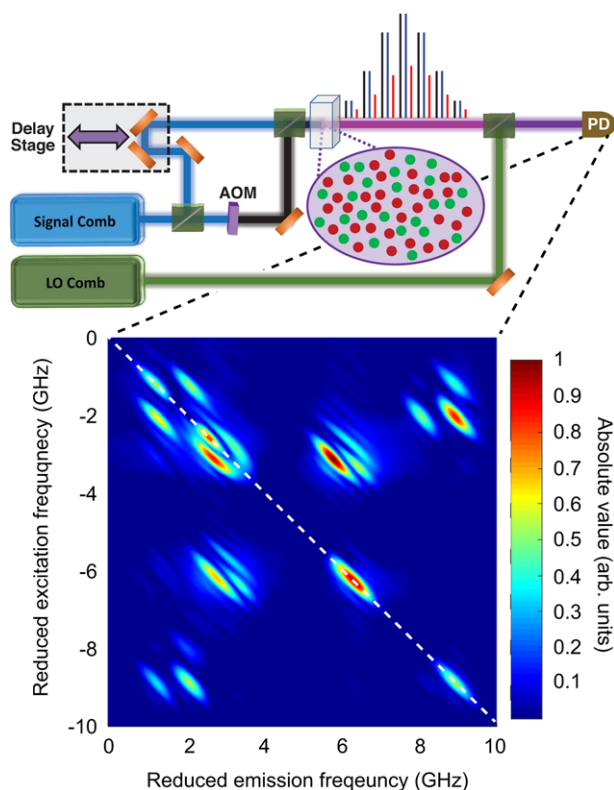 Delay
Stage
AOM
PD
Signal Comb
LO Comb
0
-2
-4
-6
-8
-10
Reduced excitation frequqnecy (GHz)
0
2
4
6
8
10
Reduced emission freqeuncy (GHz)
1
0.9
0.8
0.7
0.6
0.5
0.4
0.3
0.2
0.1
Absolute value (arb. units)